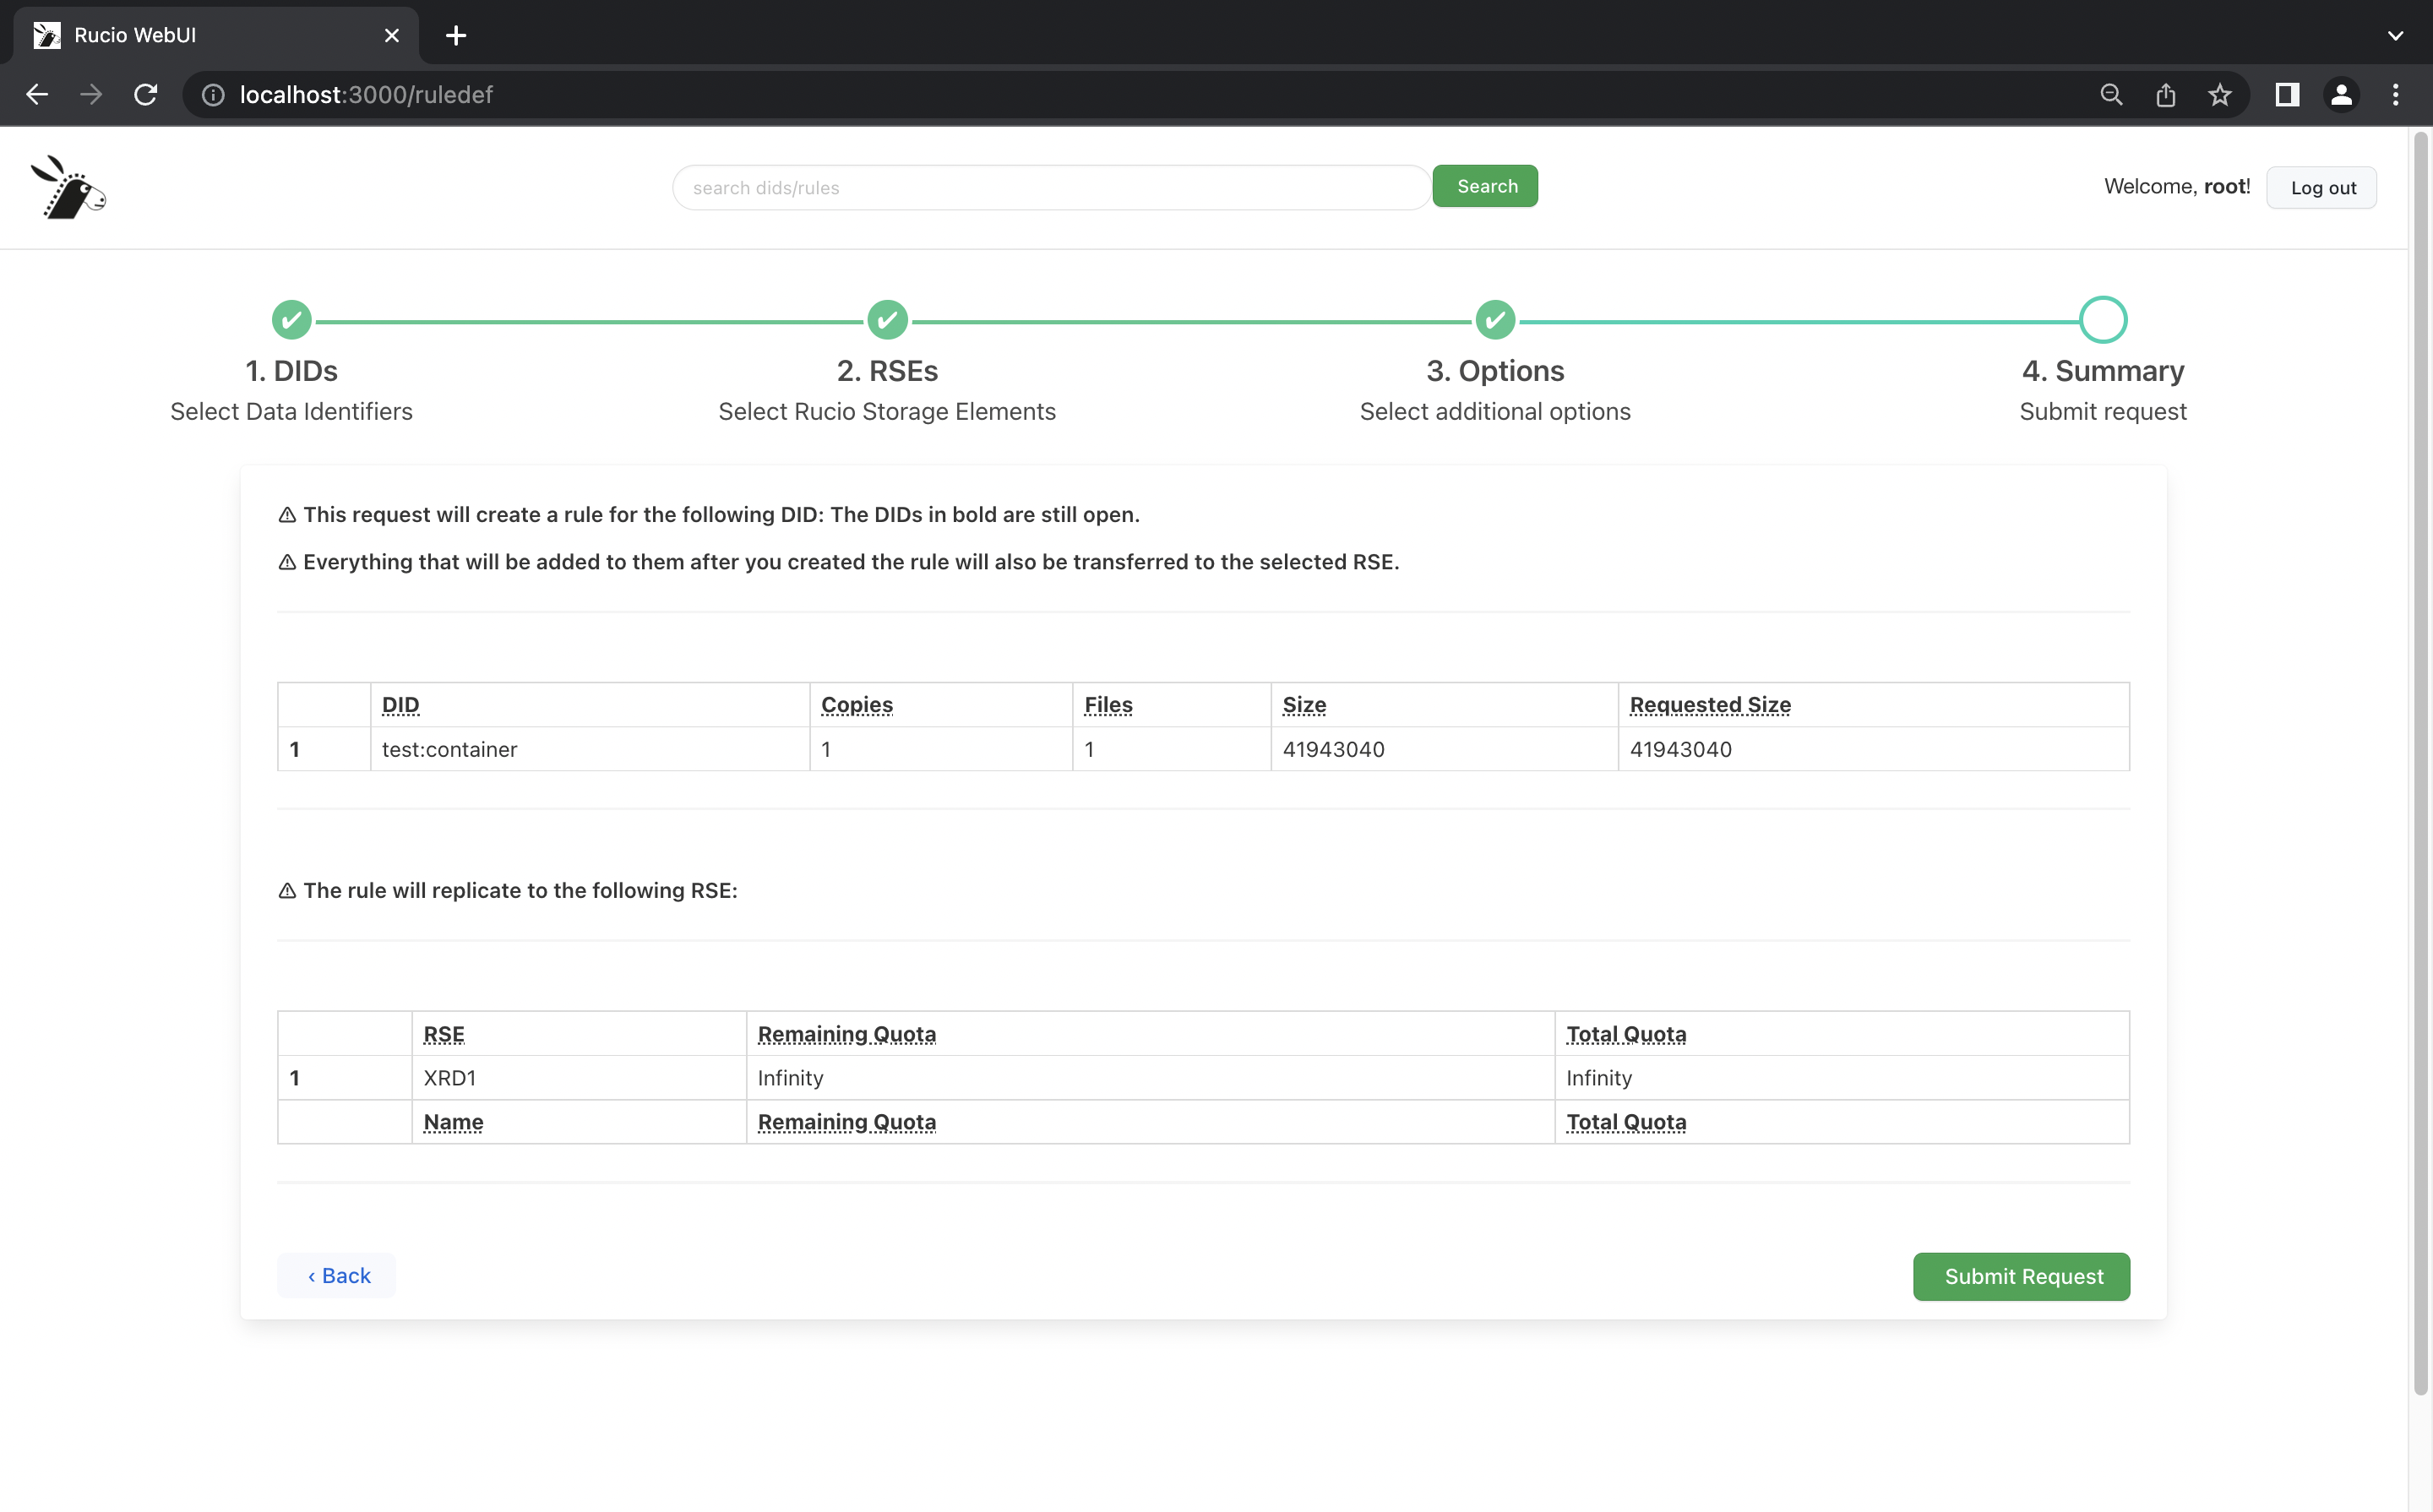 Rucio WebUI
localhost:3000/ruledef
search dids/rules
Search
Welcome, root!
Log out
1. DIDs
Select Data Identifiers
2. RSEs
Select Rucio Storage Elements
3. Options
Select additional options
4. Summary
Submit request
This request will create a rule for the following DID: The DIDs in bold are still open.
Everything that will be added to them after you created the rule will also be transferred to the selected RSE.
DID Copies Files Size Requested Size
1 test:container 1 1 41943040 41943040
The rule will replicate to the following RSE:
RSE Remaining Quota Total Quota
1 XRD1 Infinity Infinity
Name Remaining Quota Total Quota
‹ Back
Submit Request